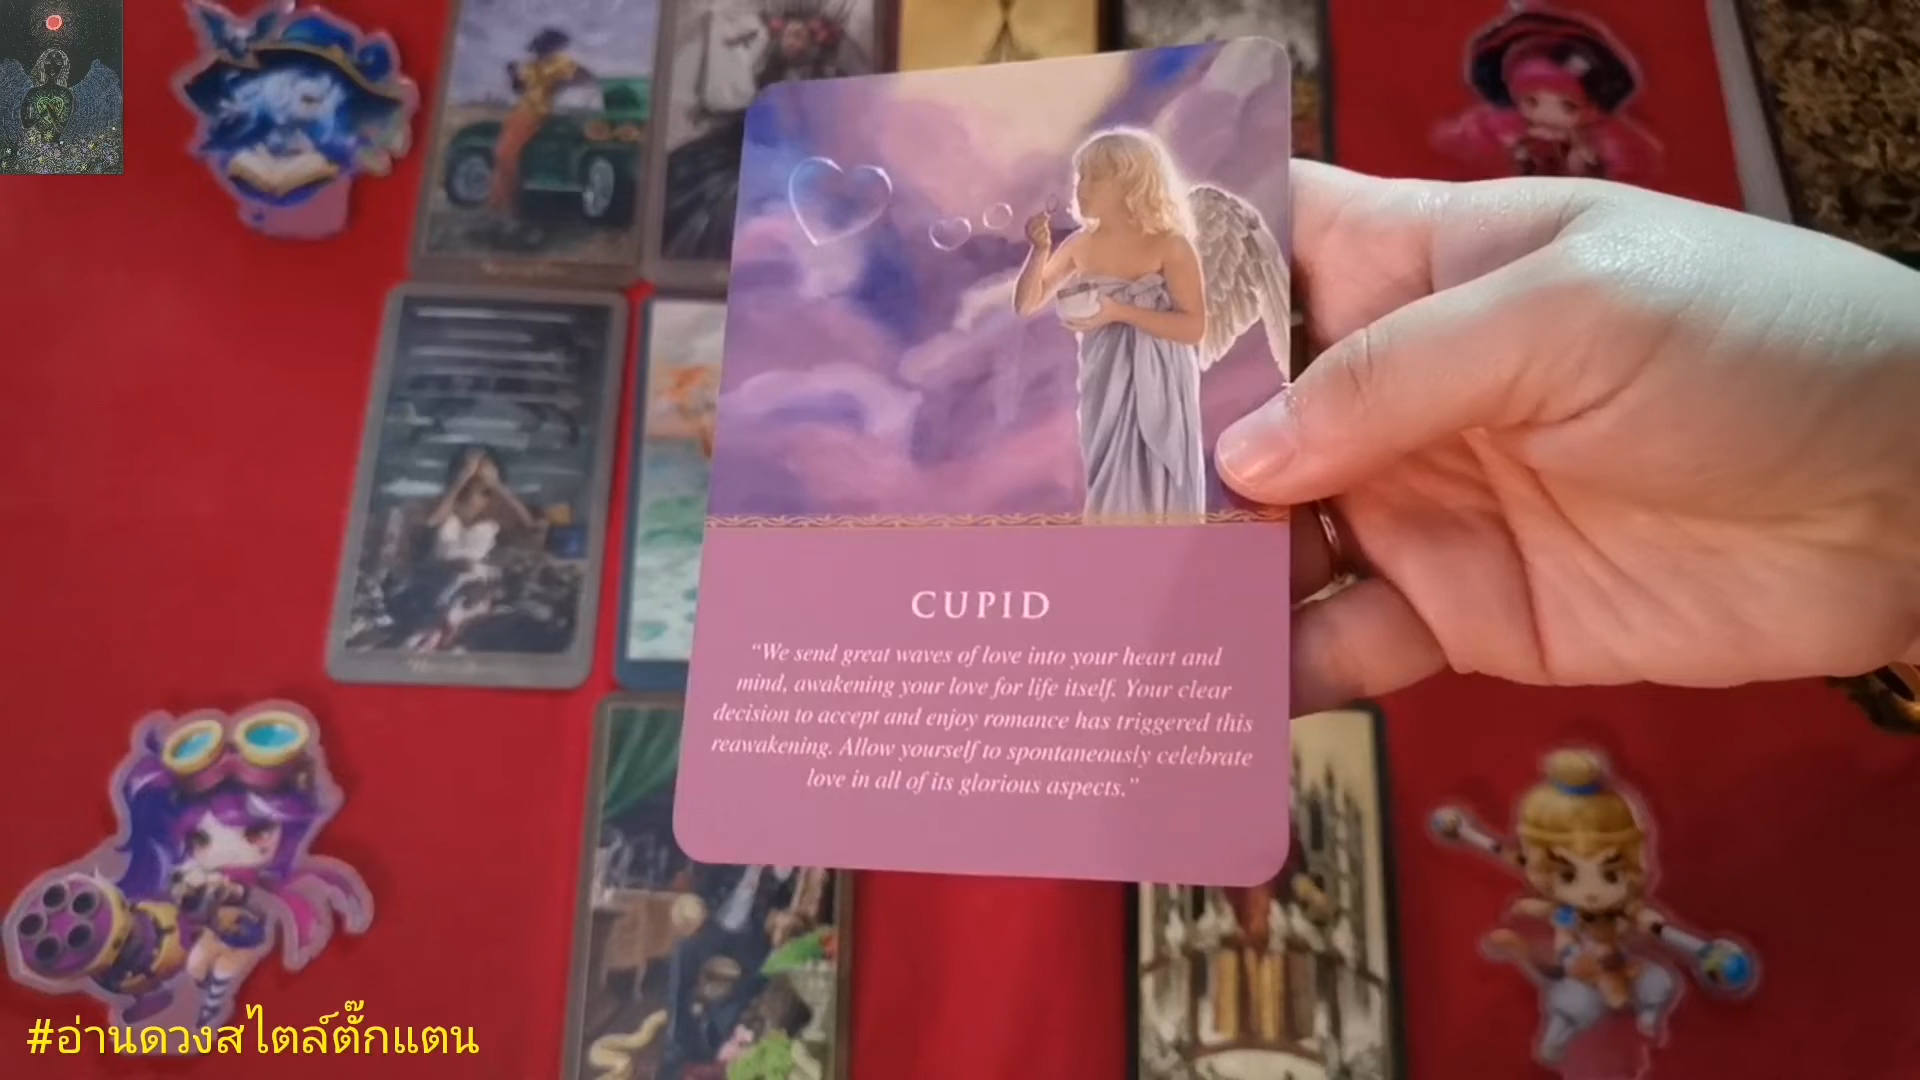 CUPID
“We send great waves of love into your heart and
mind, awakening your love for life itself. Your clear
decision to accept and enjoy romance has triggered this
reawakening. Allow yourself to spontaneously celebrate
love in all of its glorious aspects.”
#อ่านดวงสไตล์ตั๊กแตน